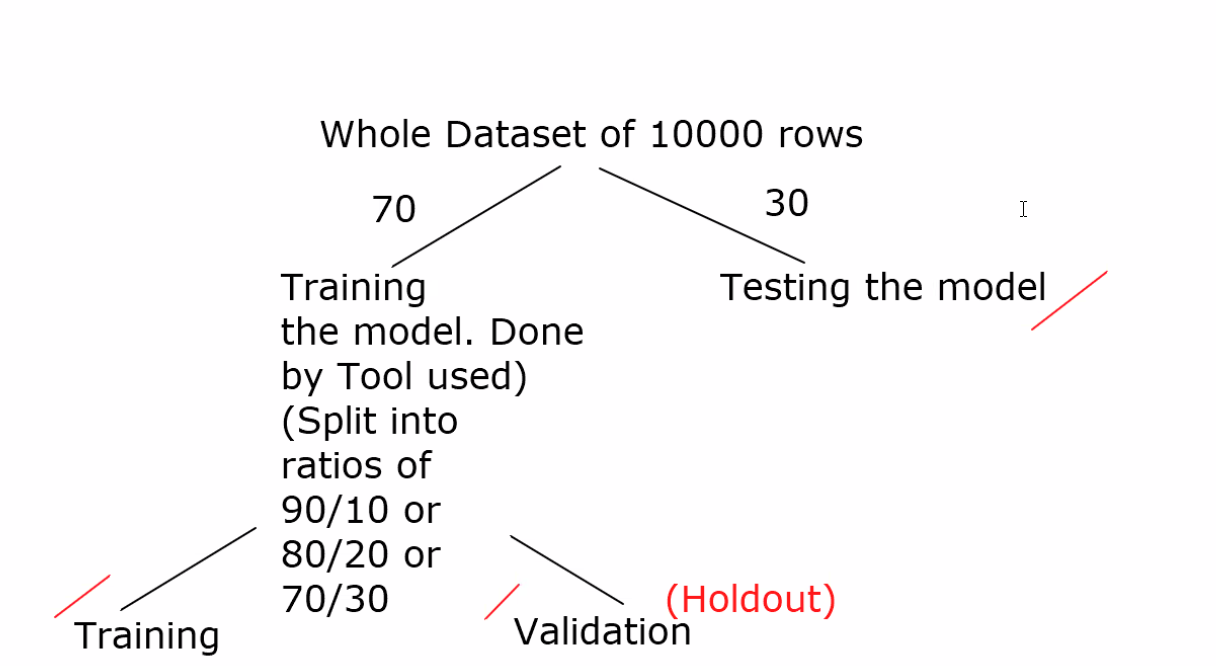 Whole Dataset of 10000 rows
70
30
Training
the model. Done
by Tool used)
(Split into
ratios of
90/10 or
80/20 or
70/30
Testing the model
Training
(Holdout)
Validation